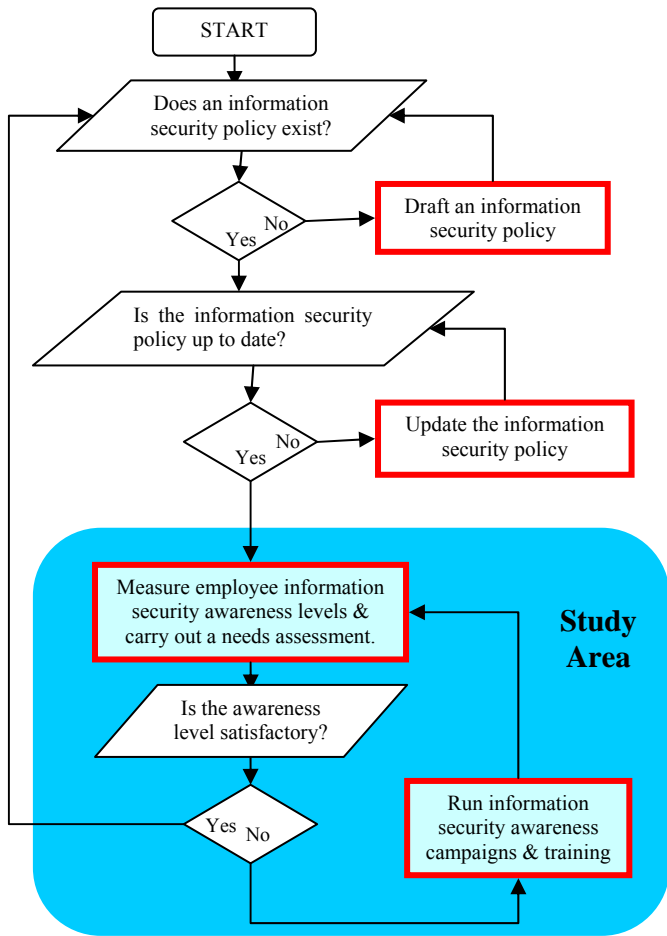 START
Does an information
security policy exist?
No
Yes
Draft an information
security policy
Is the information security
policy up to date?
No
Yes
Update the information
security policy
Measure employee information
security awareness levels &
carry out a needs assessment.
Study
Area
Is the awareness
level satisfactory?
Yes
No
Run information
security awareness
campaigns & training